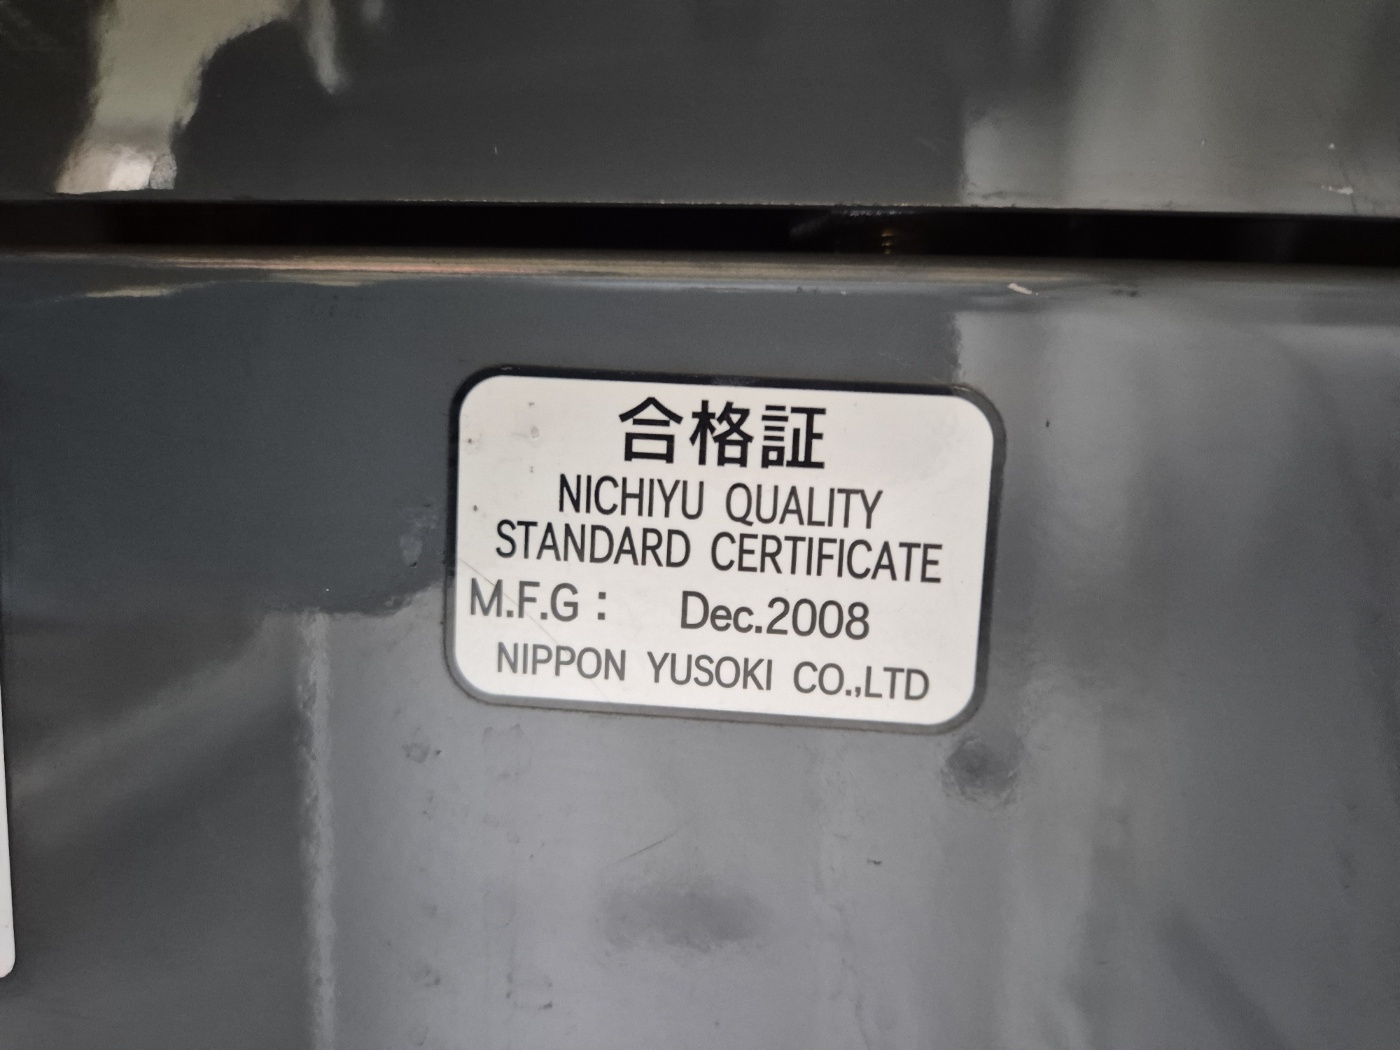 合格証
NICHIYU QUALITY
STANDARD CERTIFICATE
M.F.G : Dec.2008
NIPPON YUSOKI CO.,LTD